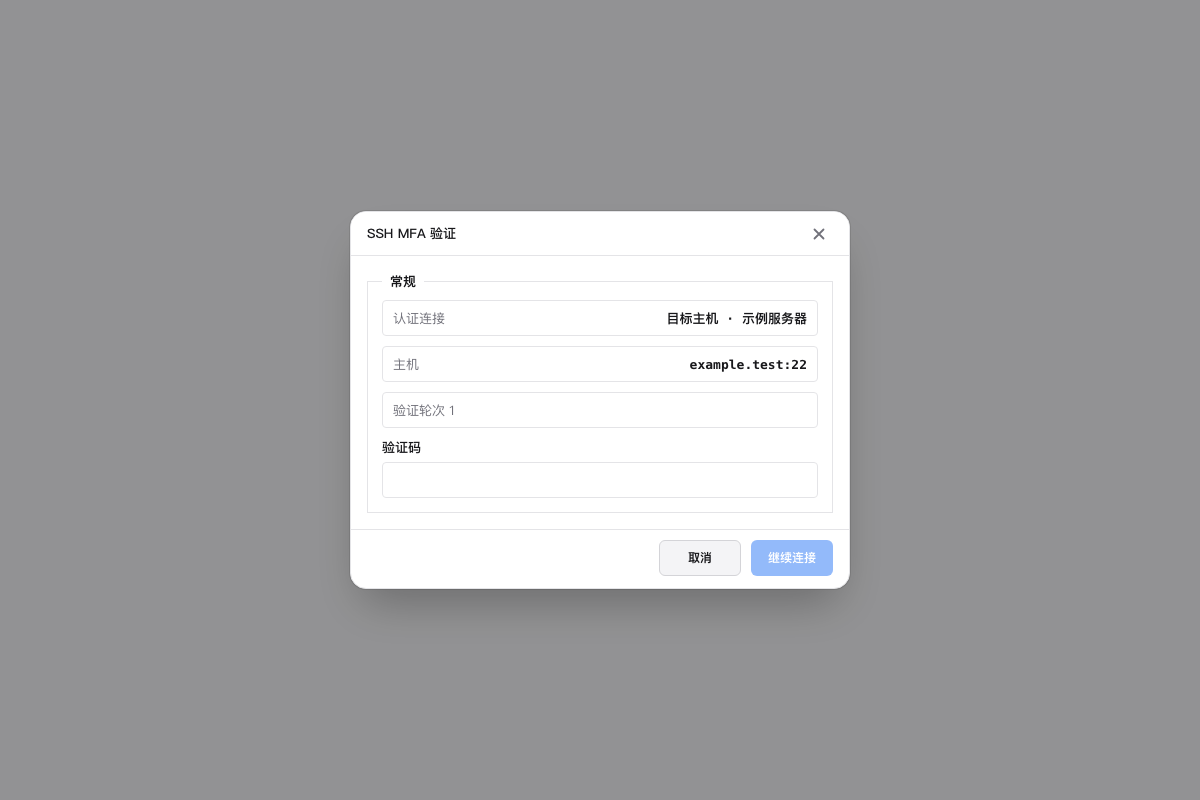 SSH MFA 验证
常规
认证连接 目标主机 · 示例服务器
主机 example.test:22
验证轮次 1
验证码
取消 继续连接